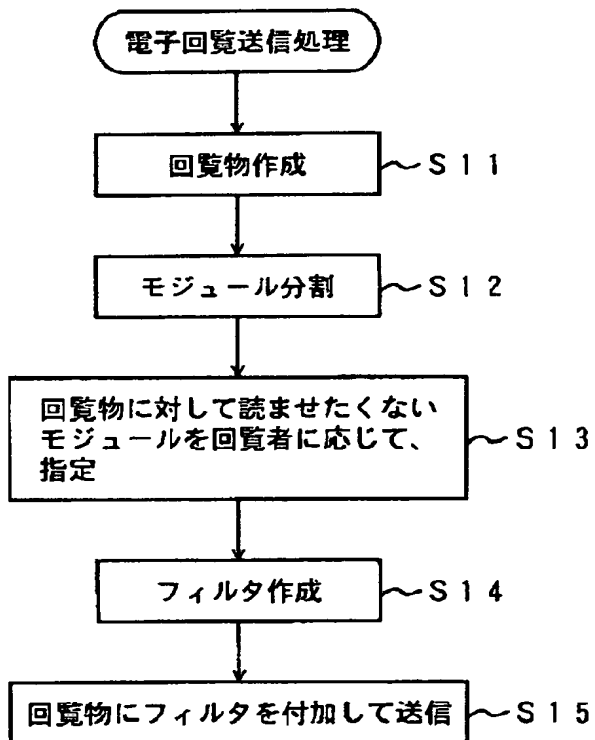 電子回覧送信処理
回覧物作成 S11
モジュール分割 S12
回覧物に対して読ませたくない
モジュールを回覧者に応じて、 S13
指定
フィルタ作成 S14
回覧物にフィルタを付加して送信 S15